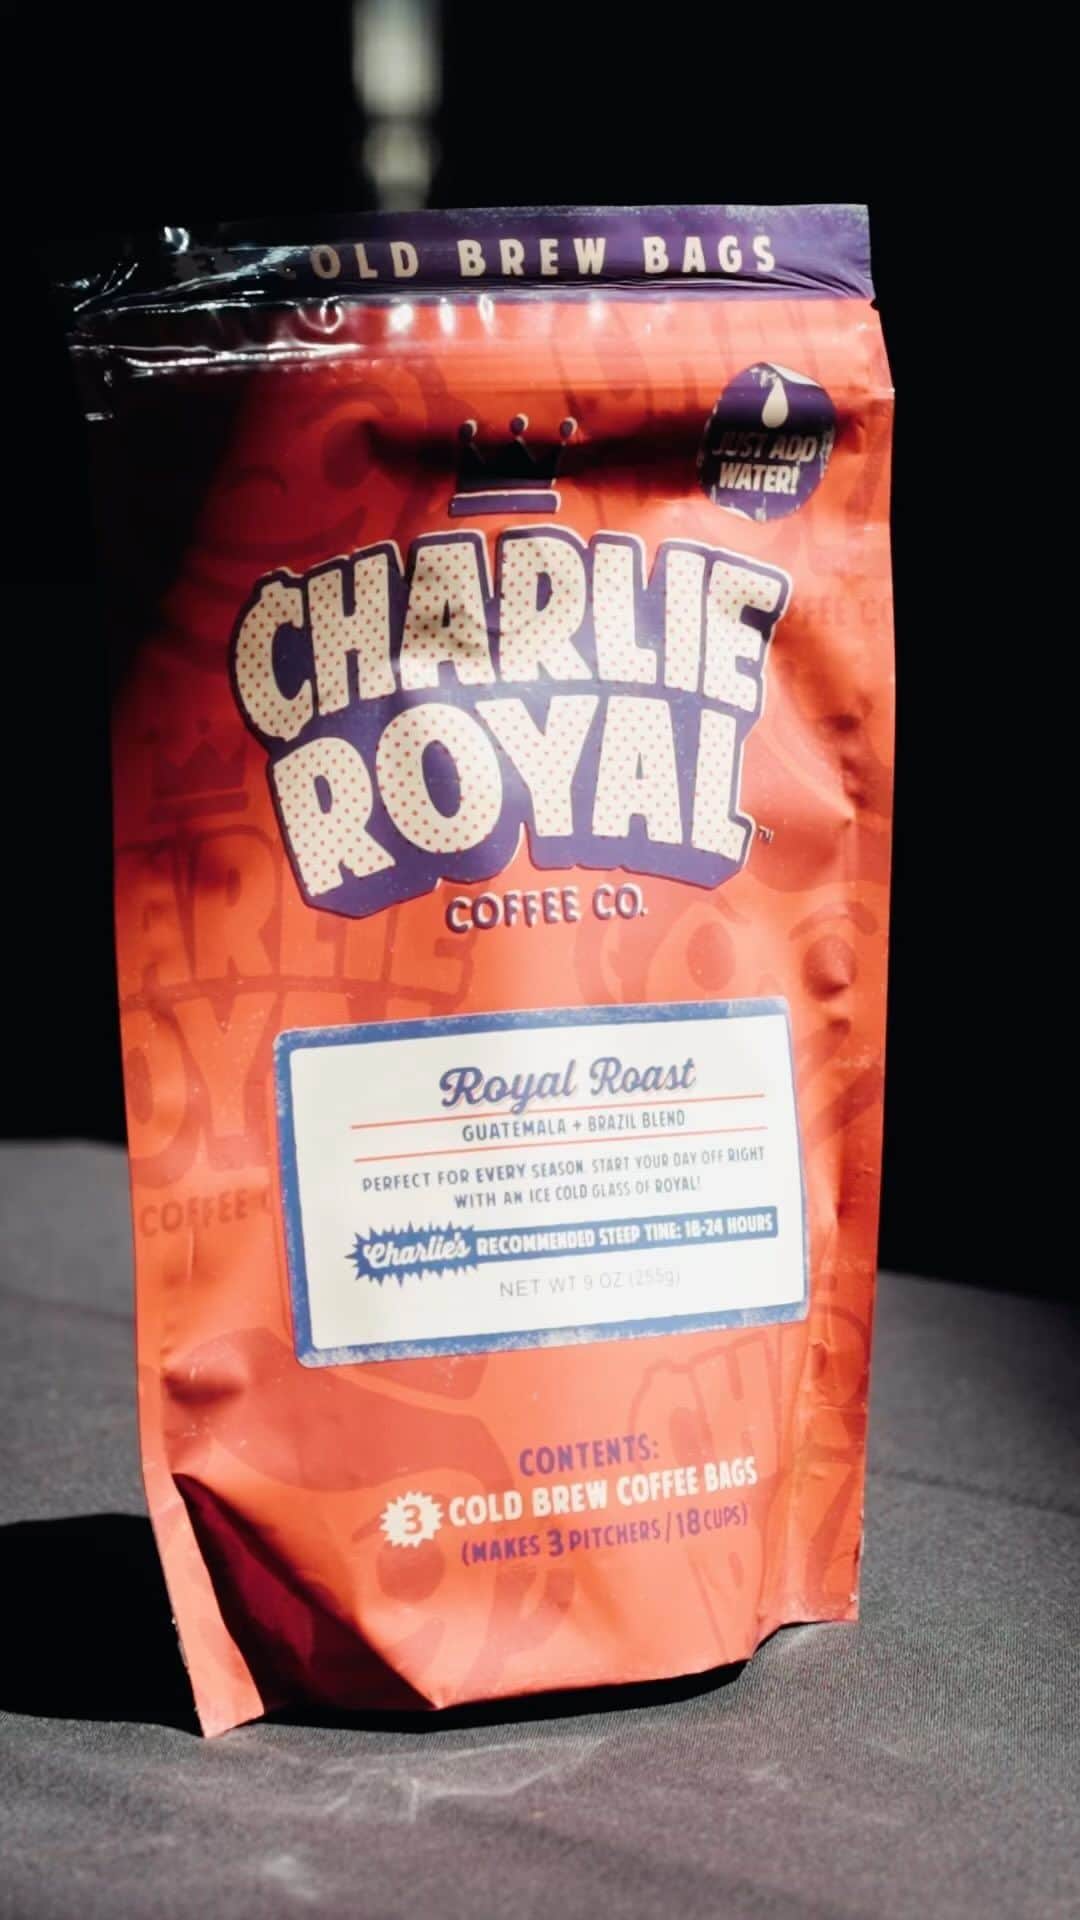 OLD BREW BAGS
JUST ADD
WATER!
CHARLIE
ROYAL™
COFFEE CO.
Royal Roast
GUATEMALA + BRAZIL BLEND
PERFECT FOR EVERY SEASON. START YOUR DAY OFF RIGHT
WITH AN ICE COLD GLASS OF ROYAL!
Charlie's RECOMMENDED STEEP TIME: 18-24 HOURS
NET WT 9 OZ (255g)
CONTENTS:
3 COLD BREW COFFEE BAGS
(MAKES 3 PITCHERS / 18 CUPS)